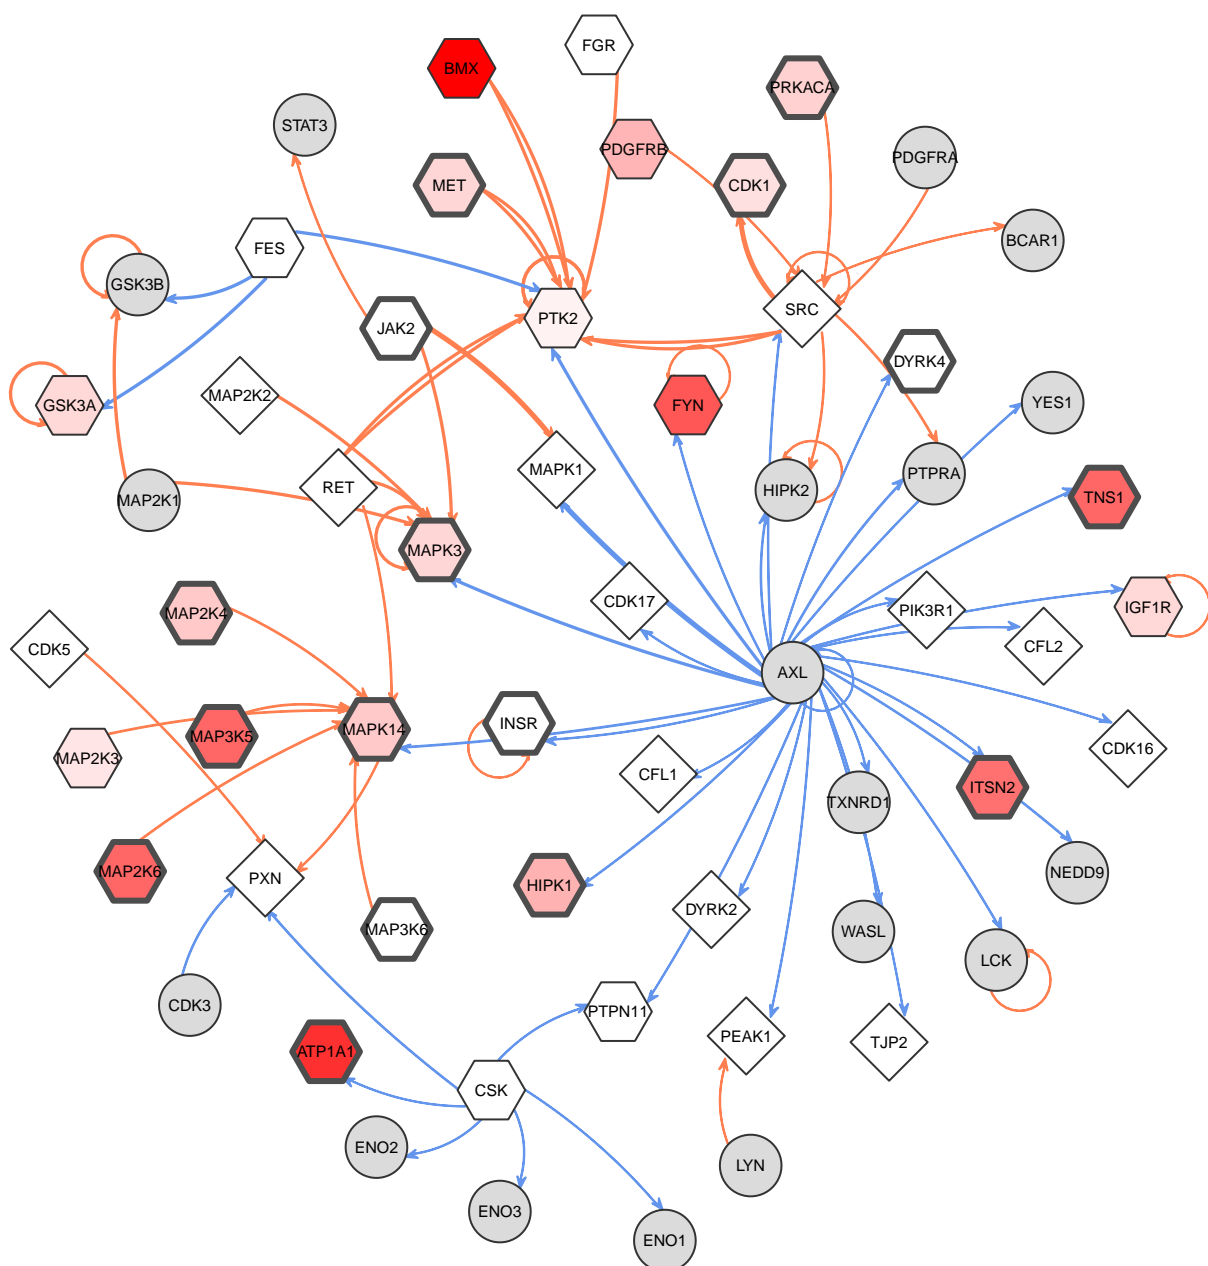 FGR
BMX
PRKACA
STAT3
PDGFRB
PDGFRA
MET
CDK1
BCAR1
FES
GSK3B
SRC
PTK2
JAK2
DYRK4
MAP2K2
GSK3A
FYN
YES1
MAPK1
PTPRA
RET
HIPK2
MAP2K1
TNS1
MAPK3
CDK17
PIK3R1
IGF1R
MAP2K4
CFL2
CDK5
AXL
INSR
MAPK14
MAP3K5
CDK16
MAP2K3
CFL1
ITSN2
TXNRD1
MAP2K6
PXN
NEDD9
HIPK1
DYRK2
MAP3K6
WASL
LCK
CDK3
PTPN11
PEAK1
TJP2
ATP1A1
CSK
ENO2
LYN
ENO3
ENO1